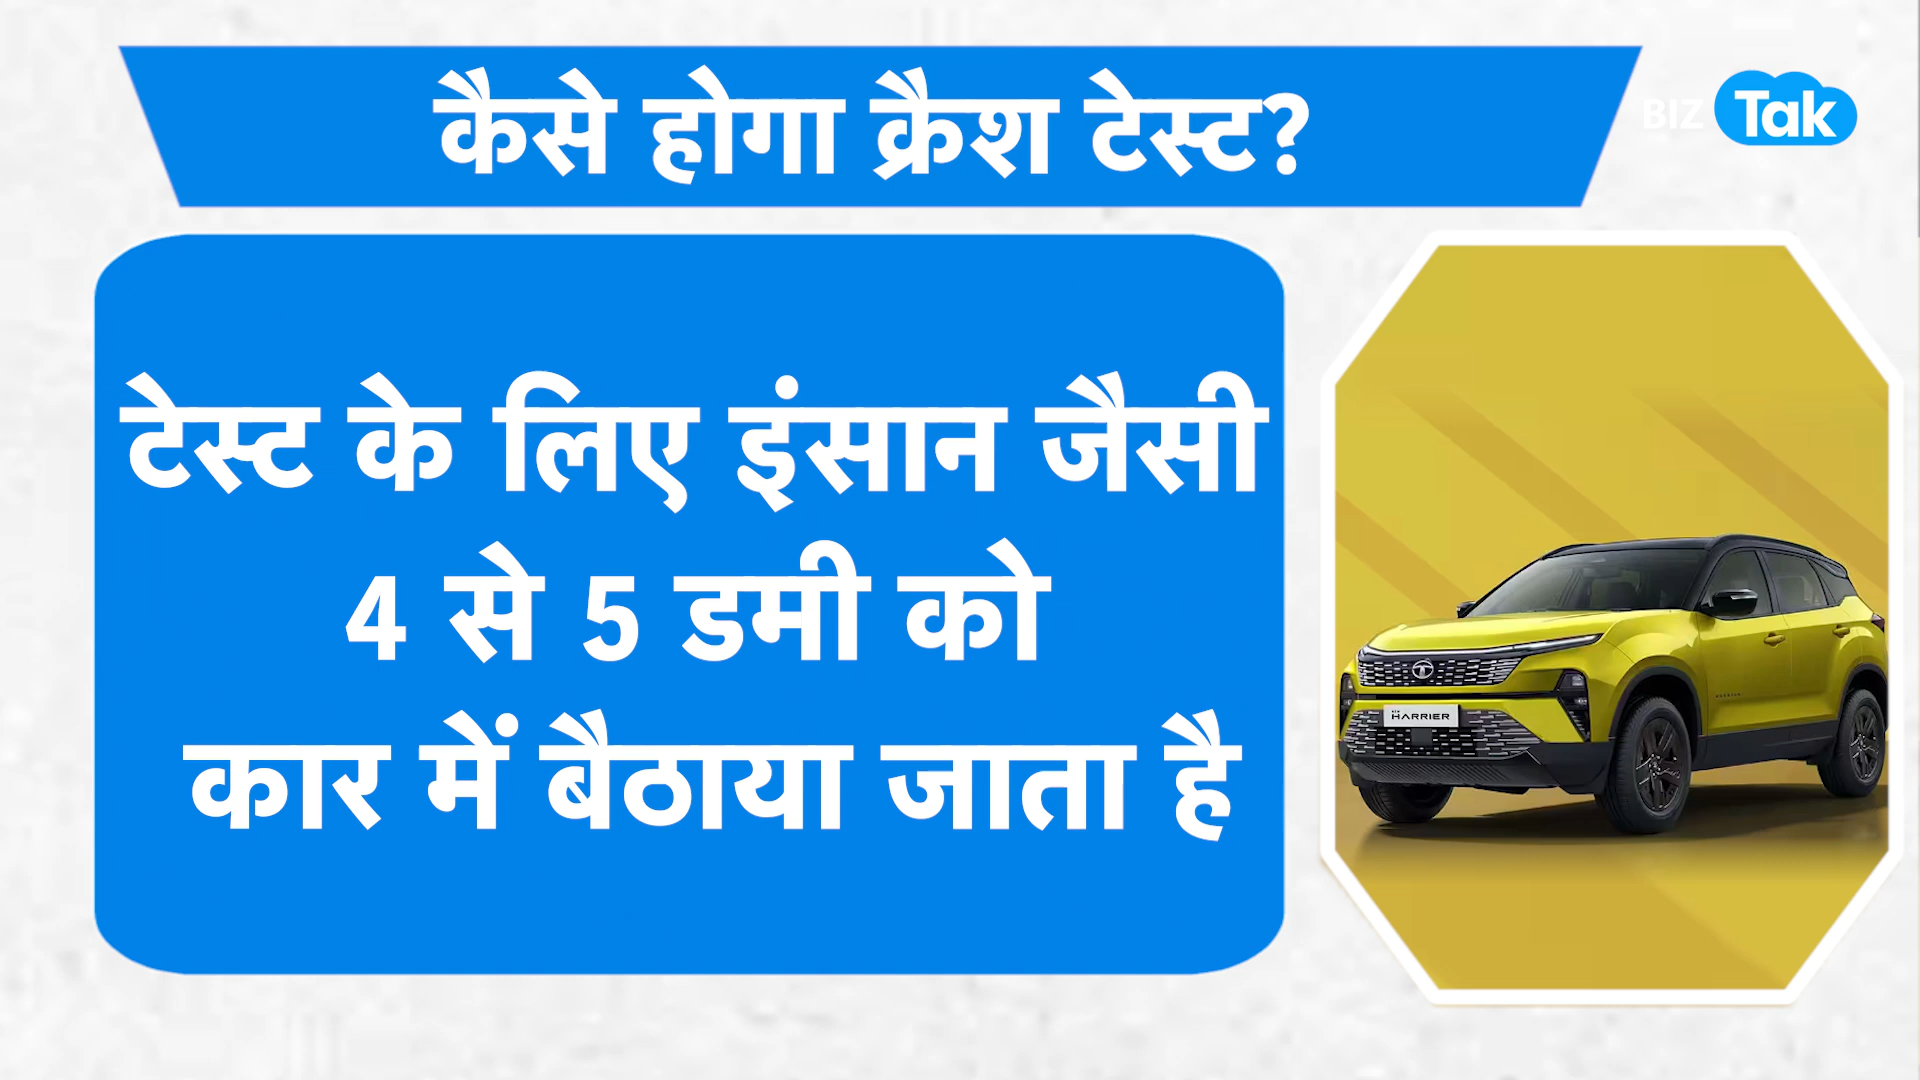 कैसे होगा क्रैश टेस्ट?
BIZ Tak
टेस्ट के लिए इंसान जैसी
4 से 5 डमी को
कार में बैठाया जाता है
HARRIER